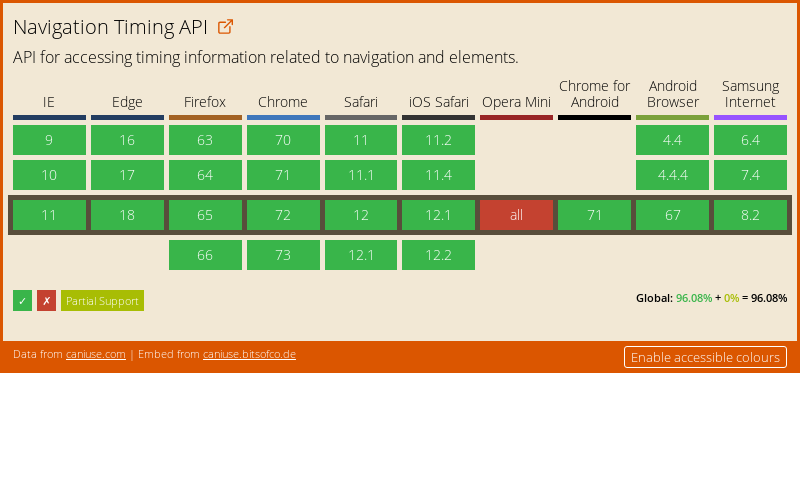 Navigation Timing API
API for accessing timing information related to navigation and elements.
IE Edge Firefox Chrome Safari iOS Safari Opera Mini Chrome for Android Android Browser Samsung Internet
9 16 63 70 11 11.2 4.4 6.4
10 17 64 71 11.1 11.4 4.4.4 7.4
11 18 65 72 12 12.1 all 71 67 8.2
66 73 12.1 12.2
✓ ✗ Partial Support
Global: 96.08% + 0% = 96.08%
Data from caniuse.com | Embed from caniuse.bitsofco.de
Enable accessible colours